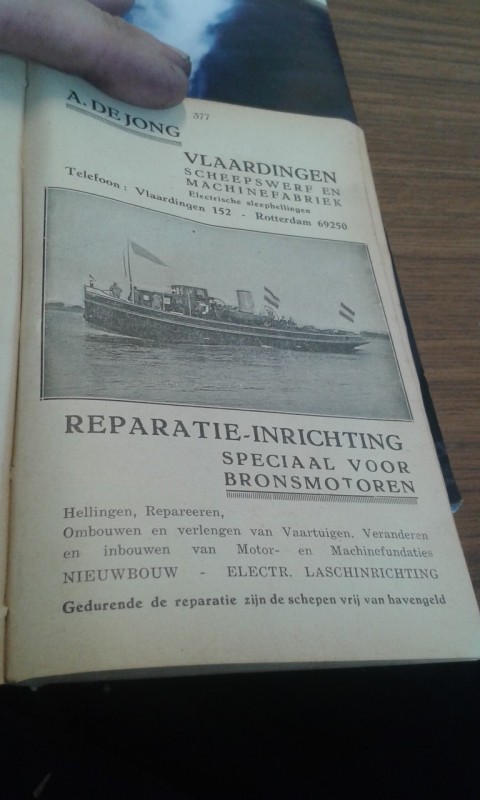 377
A. DE JONG
VLAARDINGEN
SCHEEPSWERF EN
MACHINEFABRIEK
Electrische sleephellingen
Telefoon: Vlaardingen 152 - Rotterdam 69250
REPARATIE-INRICHTING
SPECIAAL VOOR
BRONSMOTOREN
Hellingen, Repareeren,
Ombouwen en verlengen van Vaartuigen. Veranderen
en inbouwen van Motor- en Machinefundaties
NIEUWBOUW - ELECTR. LASCHINRICHTING
Gedurende de reparatie zijn de schepen vrij van havengeld